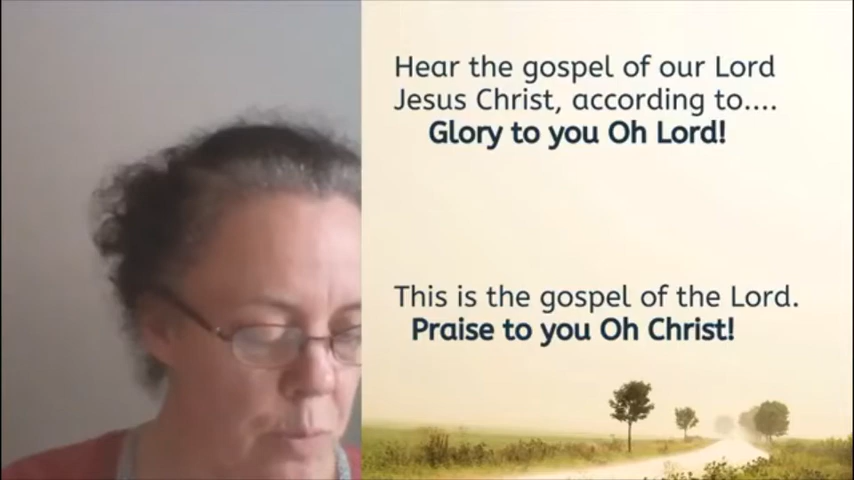 Hear the gospel of our Lord
Jesus Christ, according to....
Glory to you Oh Lord!
This is the gospel of the Lord.
Praise to you Oh Christ!